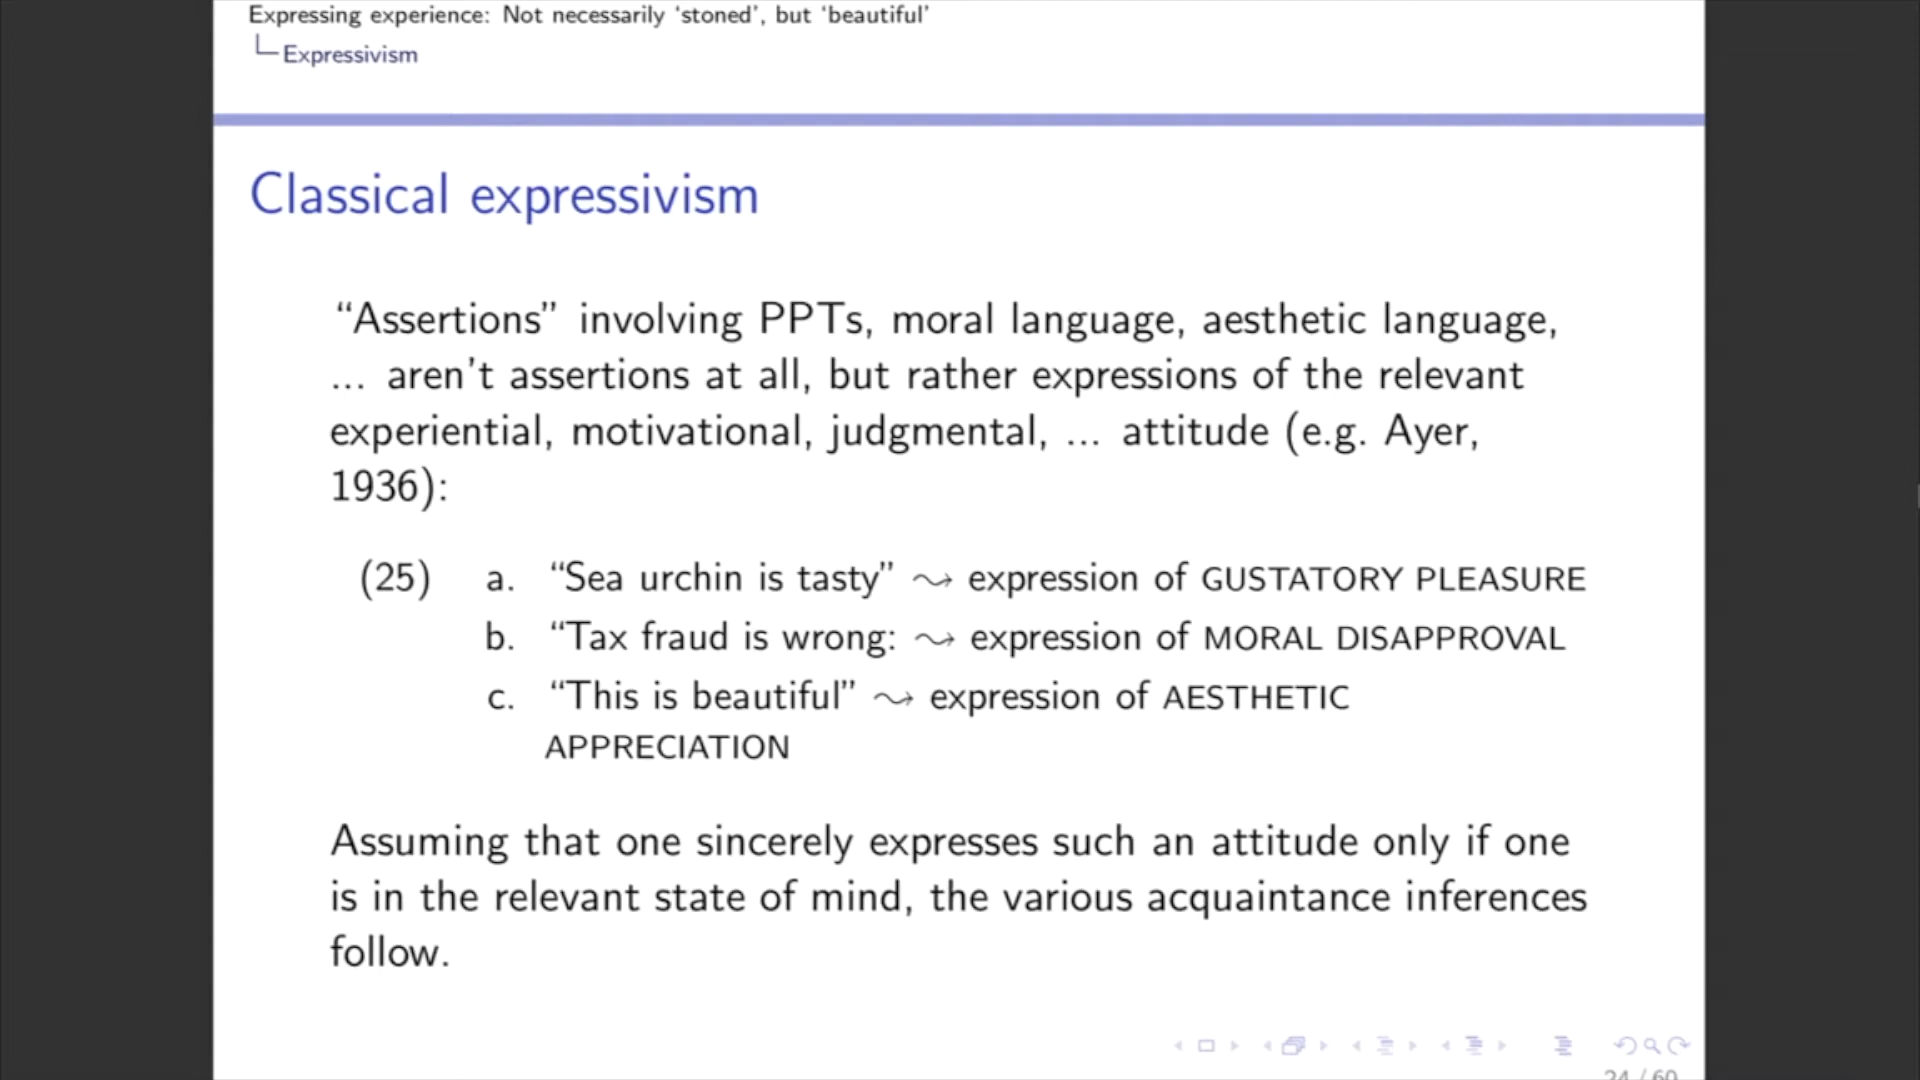 Expressing experience: Not necessarily ‘stoned’, but ‘beautiful’
Expressivism
Classical expressivism
“Assertions” involving PPTs, moral language, aesthetic language,
... aren’t assertions at all, but rather expressions of the relevant
experiential, motivational, judgmental, ... attitude (e.g. Ayer,
1936):
(25) a. “Sea urchin is tasty” ⤳ expression of GUSTATORY PLEASURE
b. “Tax fraud is wrong: ⤳ expression of MORAL DISAPPROVAL
c. “This is beautiful” ⤳ expression of AESTHETIC
APPRECIATION
Assuming that one sincerely expresses such an attitude only if one
is in the relevant state of mind, the various acquaintance inferences
follow.
24 / 60